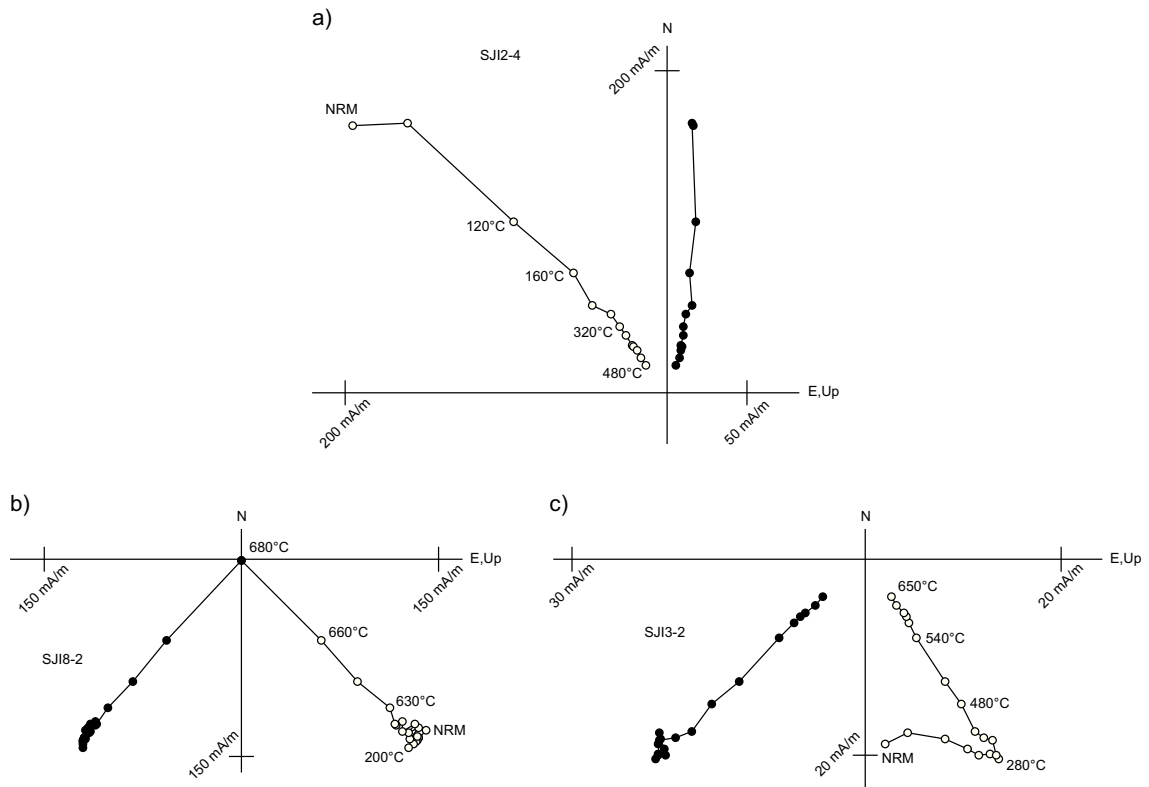 a)
N
SJI2-4
200 mA/m
NRM
120°C
160°C
320°C
480°C
E,Up
200 mA/m
50 mA/m
b)
N
680°C
E,Up
150 mA/m
150 mA/m
660°C
SJI8-2
630°C
NRM
200°C
150 mA/m
c)
N
E,Up
30 mA/m
20 mA/m
650°C
SJI3-2
540°C
480°C
20 mA/m
NRM
280°C